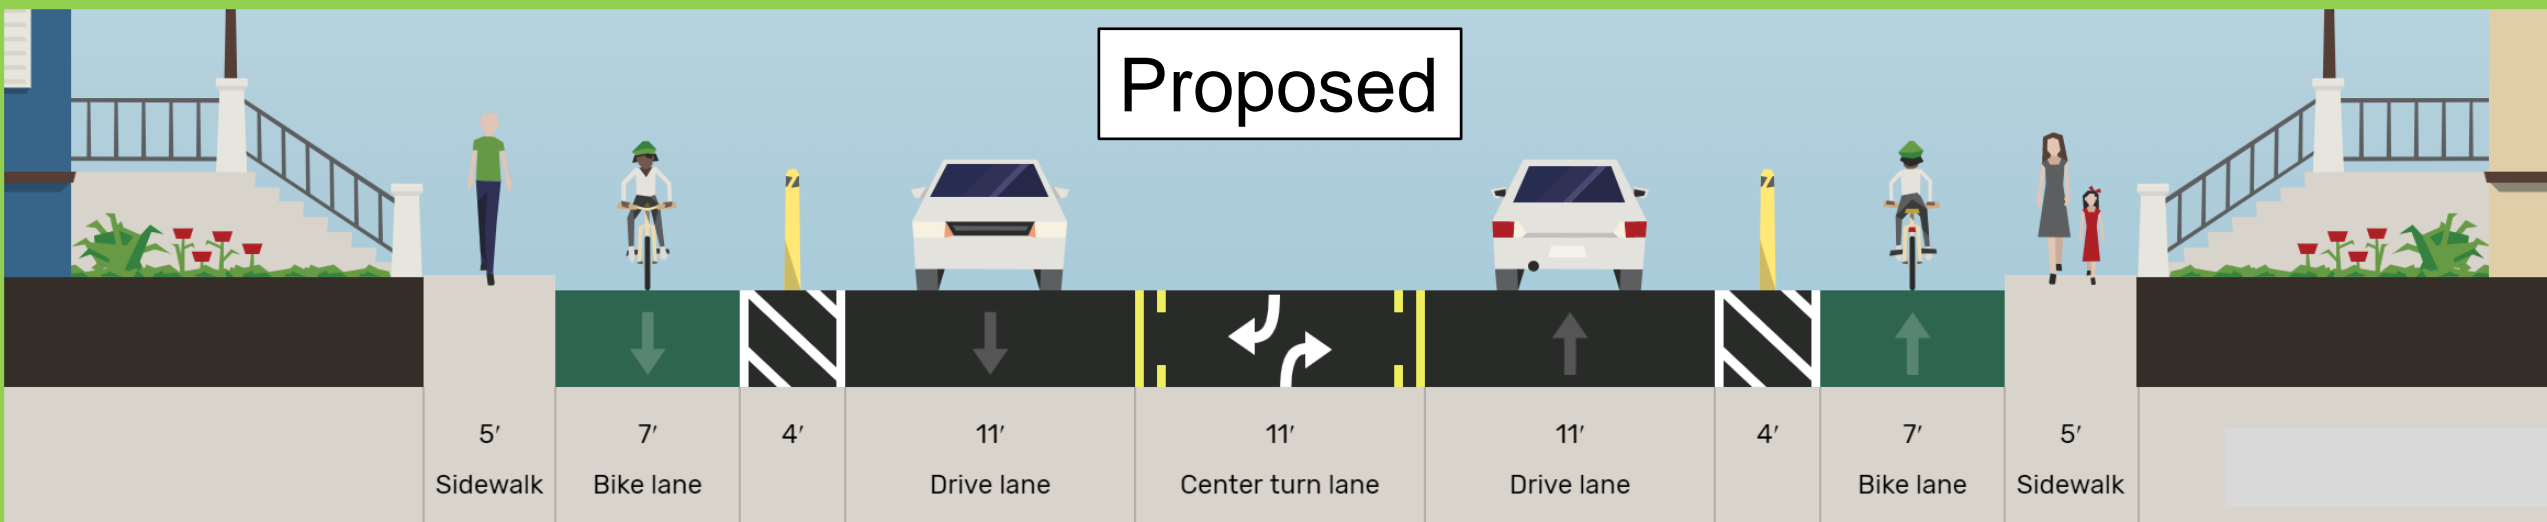 Proposed
5′ 7′ 4′ 11′ 11′ 11′ 4′ 7′ 5′
Sidewalk Bike lane Drive lane Center turn lane Drive lane Bike lane Sidewalk